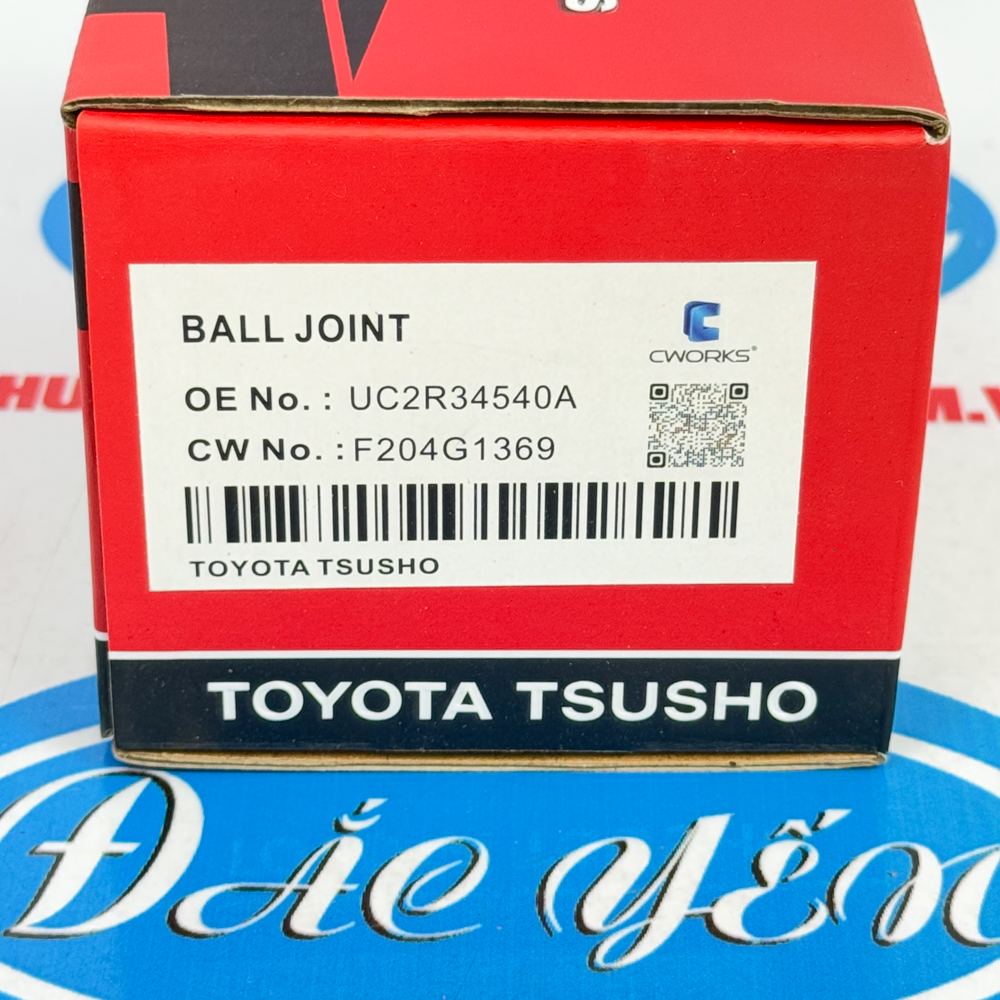 BALL JOINT
CWORKS®
OE No. : UC2R34540A
CW No. : F204G1369
TOYOTA TSUSHO
TOYOTA TSUSHO
ĐẮC YẾN